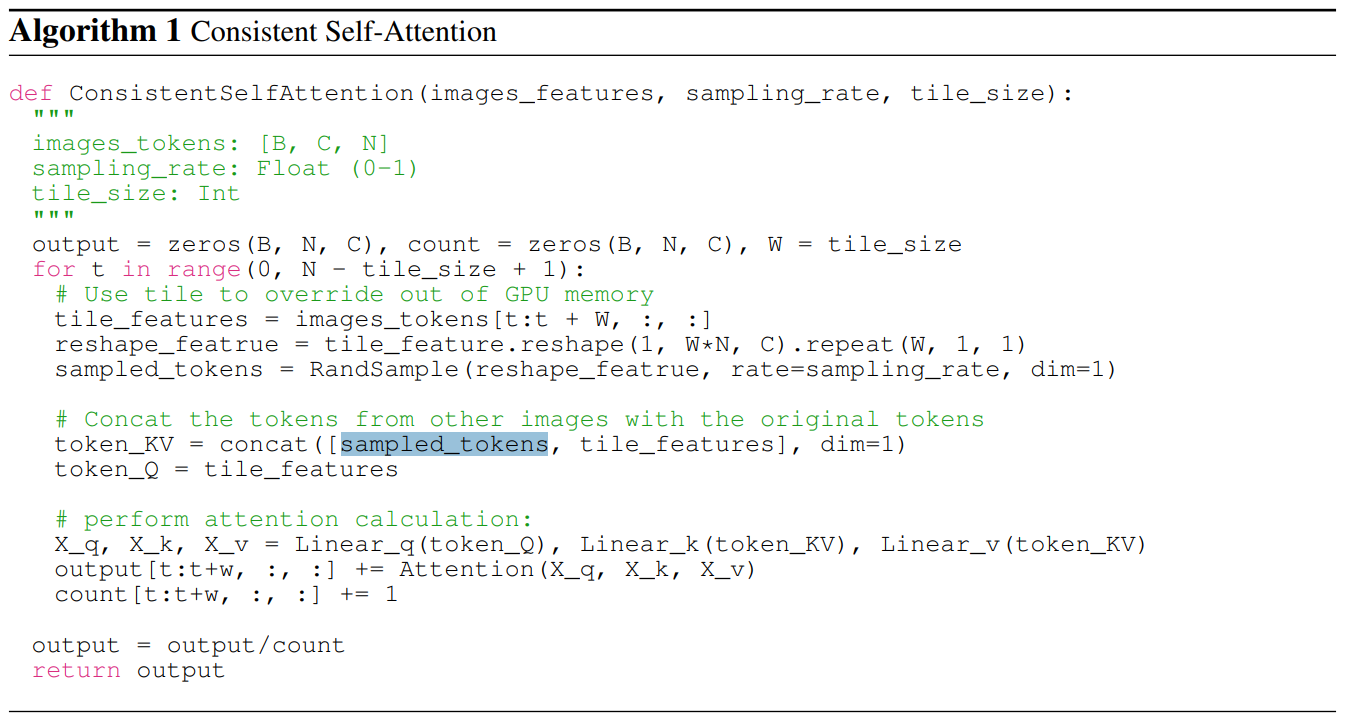 Algorithm 1 Consistent Self-Attention
def ConsistentSelfAttention(images_features, sampling_rate, tile_size):
"""
images_tokens: [B, C, N]
sampling_rate: Float (0-1)
tile_size: Int
"""
output = zeros(B, N, C), count = zeros(B, N, C), W = tile_size
for t in range(0, N - tile_size + 1):
# Use tile to override out of GPU memory
tile_features = images_tokens[t:t + W, :, :]
reshape_featrue = tile_feature.reshape(1, W*N, C).repeat(W, 1, 1)
sampled_tokens = RandSample(reshape_featrue, rate=sampling_rate, dim=1)
# Concat the tokens from other images with the original tokens
token_KV = concat([sampled_tokens, tile_features], dim=1)
token_Q = tile_features
# perform attention calculation:
X_q, X_k, X_v = Linear_q(token_Q), Linear_k(token_KV), Linear_v(token_KV)
output[t:t+w, :, :] += Attention(X_q, X_k, X_v)
count[t:t+w, :, :] += 1
output = output/count
return output